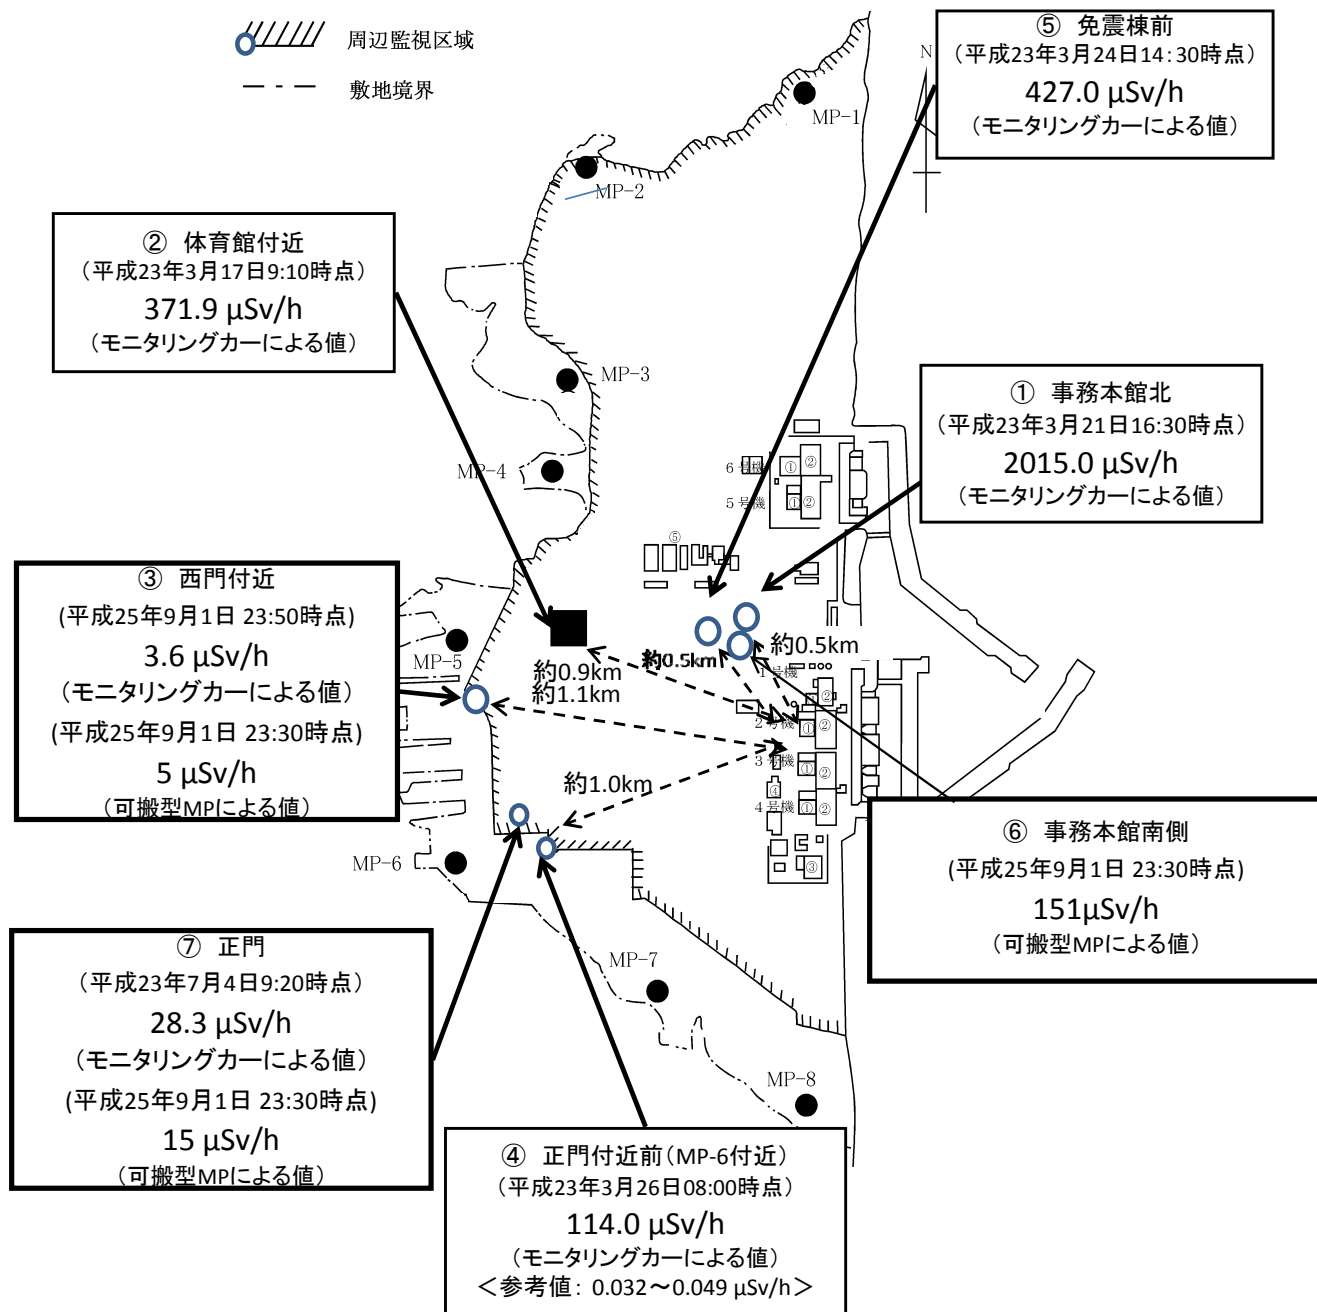 周辺監視区域
敷地境界
⑤ 免震棟前
（平成23年3月24日14:30時点）
427.0 μSv/h
（モニタリングカーによる値）
N
MP-1
MP-2
② 体育館付近
（平成23年3月17日9:10時点）
371.9 μSv/h
（モニタリングカーによる値）
MP-3
MP-4
① 事務本館北
（平成23年3月21日16:30時点）
2015.0 μSv/h
（モニタリングカーによる値）
6号機
① ②
5号機
① ②
⑤
③ 西門付近
(平成25年9月1日 23:50時点)
3.6 μSv/h
（モニタリングカーによる値）
(平成25年9月1日 23:30時点)
5 μSv/h
（可搬型MPによる値）
MP-5
約0.9km
約1.1km
約0.5km
約0.5km
1号機
②
2号機
① ②
3号機
① ②
④
4号機
① ②
③
約1.0km
MP-6
⑥ 事務本館南側
(平成25年9月1日 23:30時点)
151μSv/h
（可搬型MPによる値）
⑦ 正門
（平成23年7月4日9:20時点）
28.3 μSv/h
（モニタリングカーによる値）
(平成25年9月1日 23:30時点)
15 μSv/h
（可搬型MPによる値）
MP-7
MP-8
④ 正門付近前（MP-6付近）
（平成23年3月26日08:00時点）
114.0 μSv/h
（モニタリングカーによる値）
＜参考値: 0.032～0.049 μSv/h＞